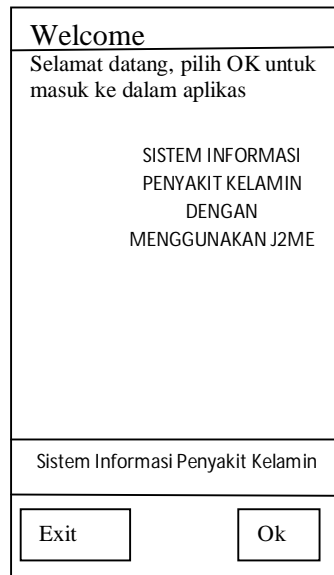 Welcome
Selamat datang, pilih OK untuk
masuk ke dalam aplikas
SISTEM INFORMASI
PENYAKIT KELAMIN
DENGAN
MENGGUNAKAN J2ME
Sistem Informasi Penyakit Kelamin
Exit
Ok